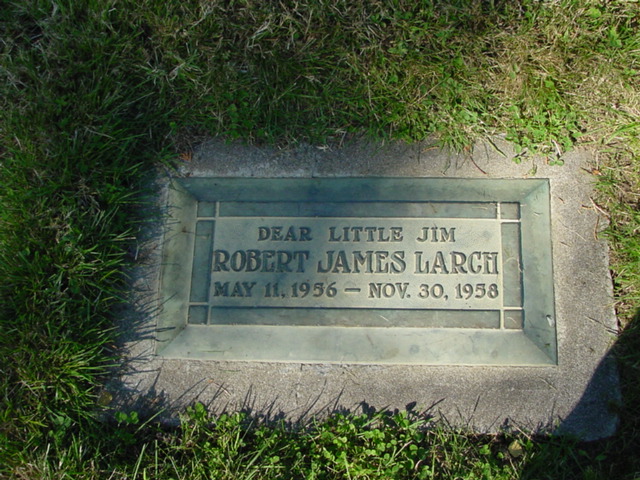 DEAR LITTLE JIM
ROBERT JAMES LARCH
MAY 11, 1956 — NOV. 30, 1958